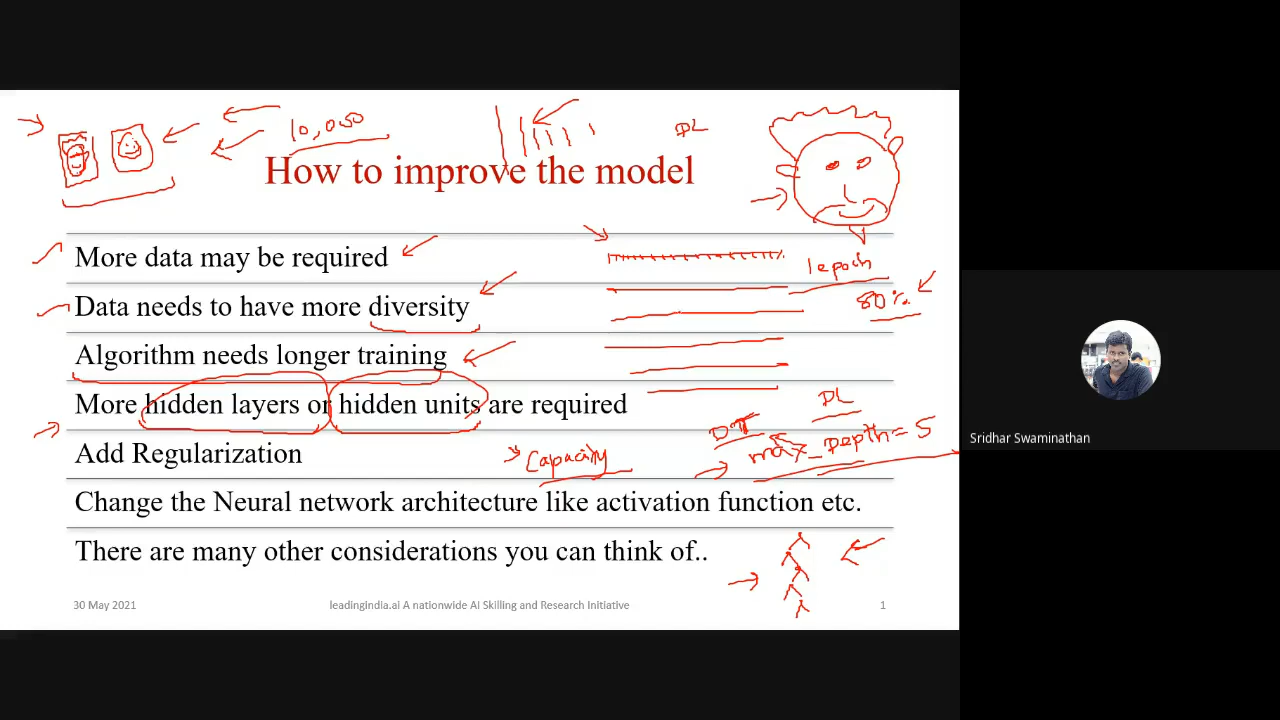 10,000
DL
How to improve the model
More data may be required
1 epoch
Data needs to have more diversity
80%
Algorithm needs longer training
More hidden layers or hidden units are required
DL
DT
max_Depth=5
Add Regularization
Capacity
Change the Neural network architecture like activation function etc.
There are many other considerations you can think of..
30 May 2021
leadingindia.ai A nationwide AI Skilling and Research Initiative
1
Sridhar Swaminathan